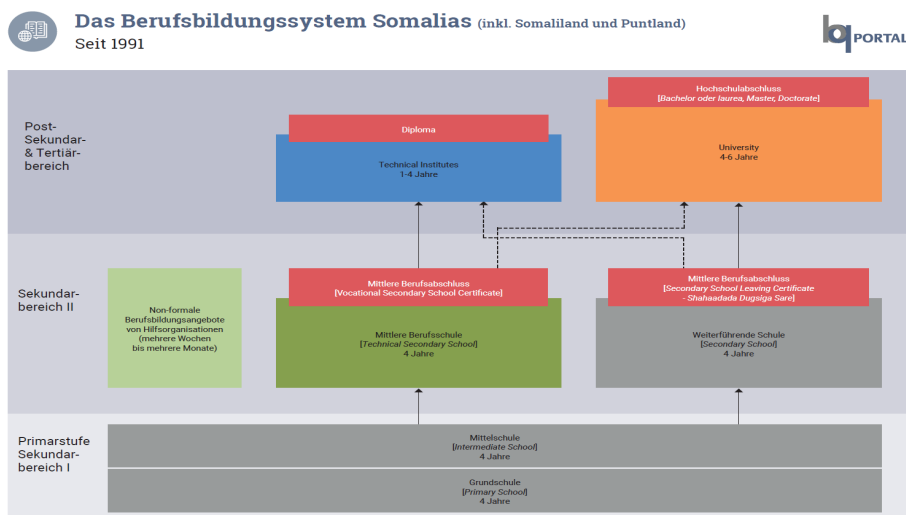 Das Berufsbildungssystem Somalias (inkl. Somaliland und Puntland)
Seit 1991
bq PORTAL
Post-
Sekundar-
& Tertiär-
bereich
Diploma
Technical Institutes
1-4 Jahre
Hochschulabschluss
[Bachelor oder laurea, Master, Doctorate]
University
4-6 Jahre
Sekundar-
bereich II
Non-formale
Berufsbildungsangebote
von Hilfsorganisationen
(mehrere Wochen
bis mehrere Monate)
Mittlere Berufsabschluss
[Vocational Secondary School Certificate]
Mittlere Berufsschule
[Technical Secondary School]
4 Jahre
Mittlere Berufsabschluss
[Secondary School Leaving Certificate
- Shahaadada Dugsiga Sare]
Weiterführende Schule
[Secondary School]
4 Jahre
Primarstufe
Sekundar-
bereich I
Mittelschule
[Intermediate School]
4 Jahre
Grundschule
[Primary School]
4 Jahre